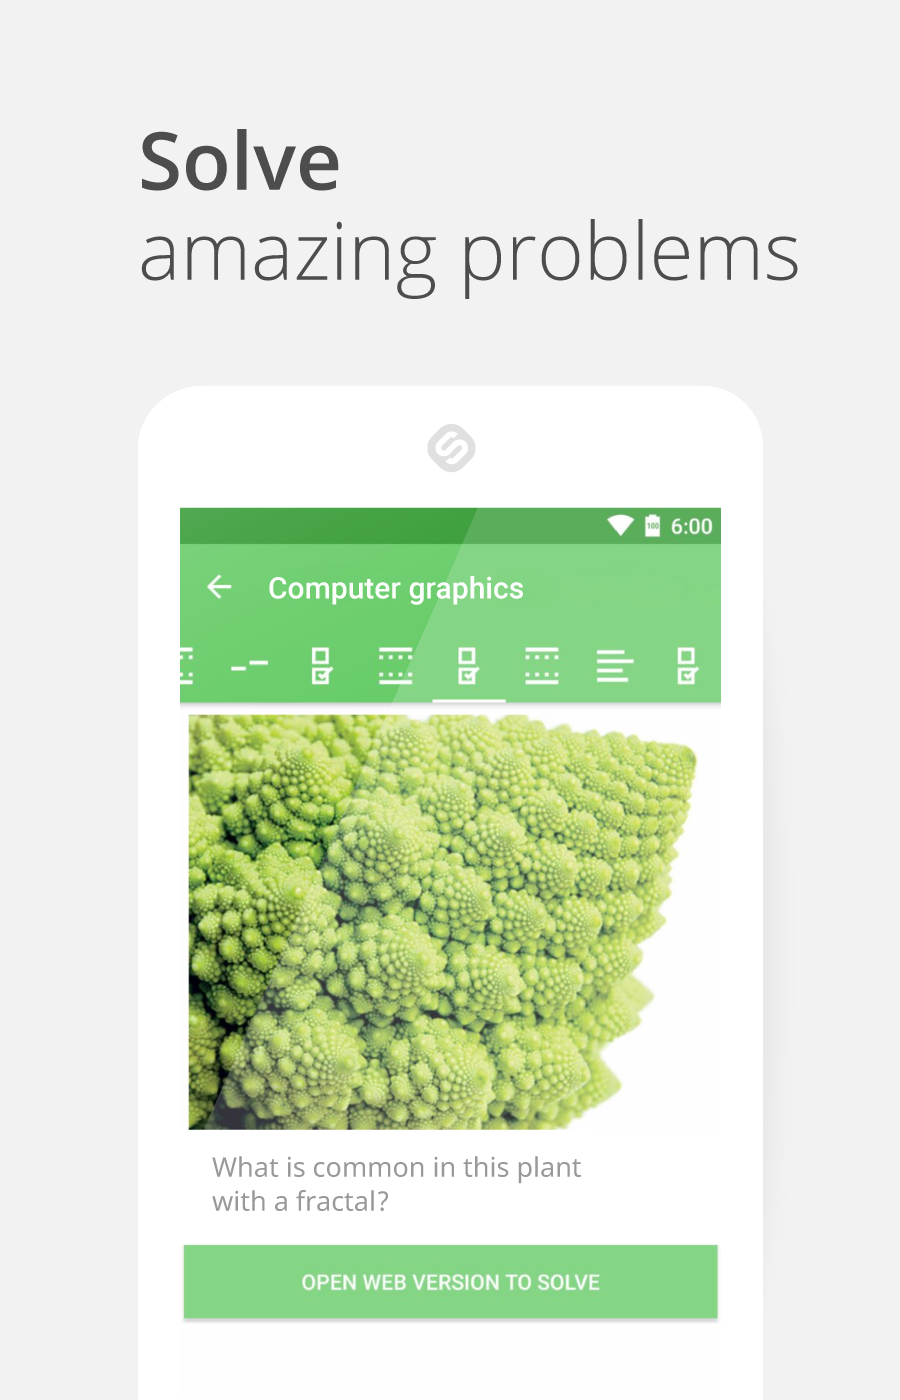 Solve
amazing problems
100
6:00
Computer graphics
What is common in this plant
with a fractal?
OPEN WEB VERSION TO SOLVE